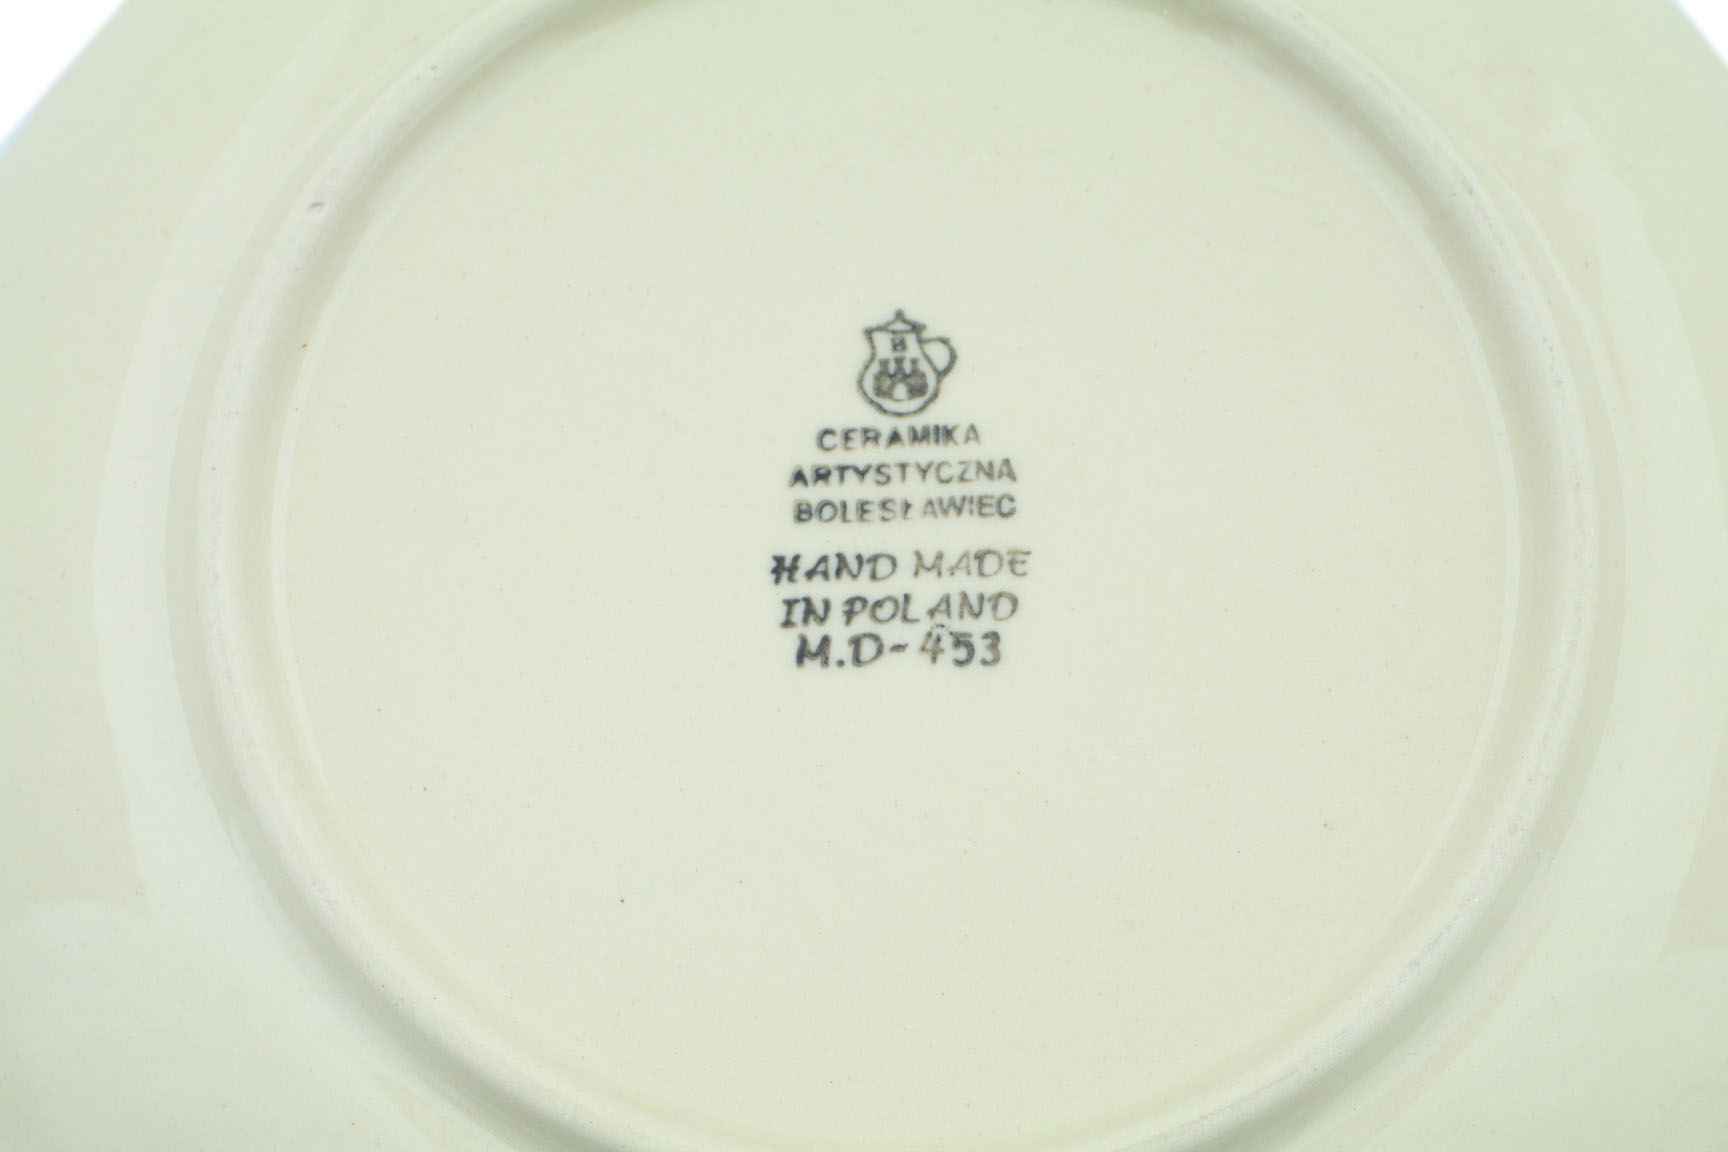 B
CERAMIKA
ARTYSTYCZNA
BOLESŁAWIEC
HAND MADE
IN POLAND
M.D-453